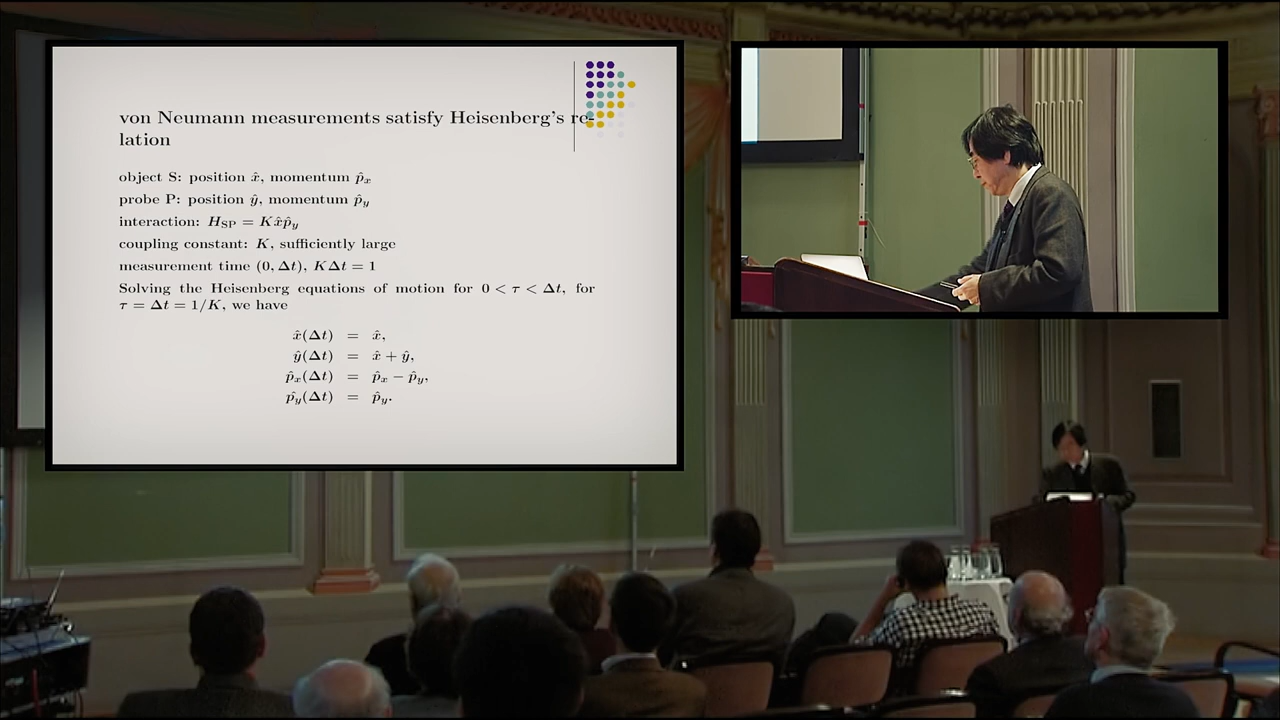 von Neumann measurements satisfy Heisenberg's re-
lation
object S: position x̂, momentum p̂ₓ
probe P: position ŷ, momentum p̂ᵧ
interaction: H_SP = Kx̂p̂ᵧ
coupling constant: K, sufficiently large
measurement time (0, Δt), KΔt = 1
Solving the Heisenberg equations of motion for 0 < τ < Δt, for
τ = Δt = 1/K, we have
x̂(Δt) = x̂,
ŷ(Δt) = x̂ + ŷ,
p̂ₓ(Δt) = p̂ₓ − p̂ᵧ,
p̂ᵧ(Δt) = p̂ᵧ.